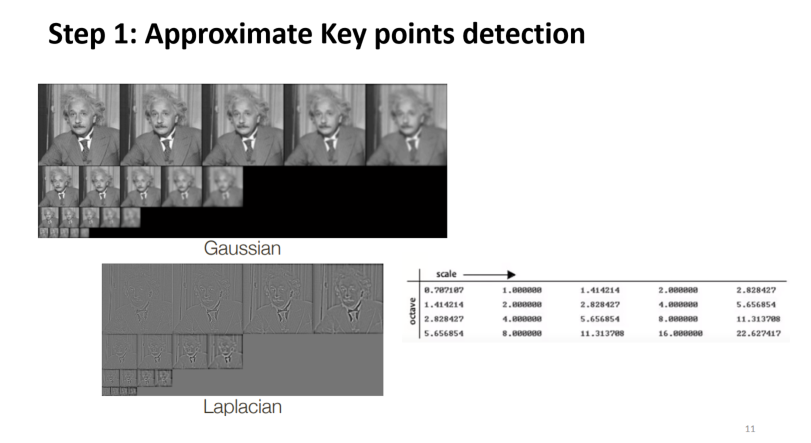 Step 1: Approximate Key points detection
Gaussian
scale
octave
0.707107 1.000000 1.414214 2.000000 2.828427
1.414214 2.000000 2.828427 4.000000 5.656854
2.828427 4.000000 5.656854 8.000000 11.313708
5.656854 8.000000 11.313708 16.000000 22.627417
Laplacian
11